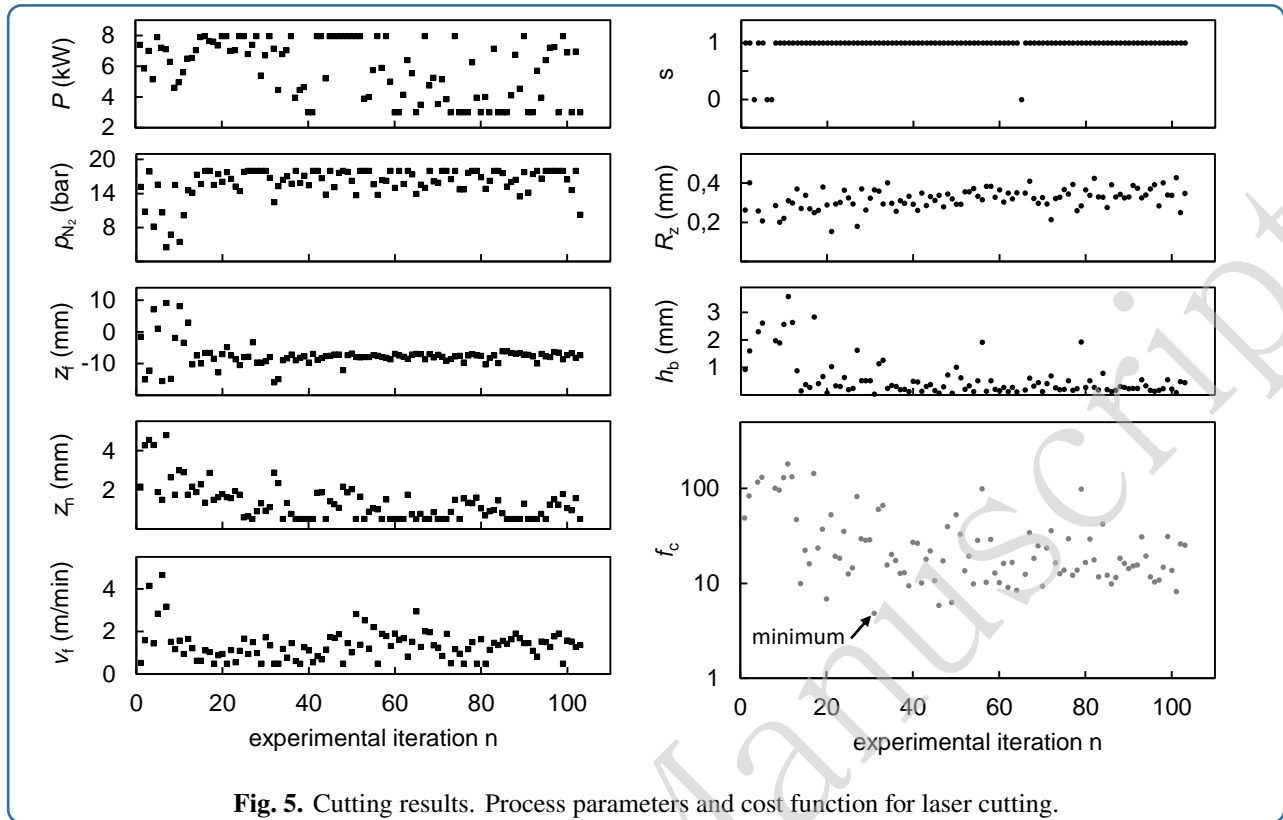 P (kW)
8
6
4
2
p_N₂ (bar)
20
14
8
z_f (mm)
10
0
-10
z_n (mm)
4
2
v_f (m/min)
4
2
0
0 20 40 60 80 100
experimental iteration n
s
1
0
R_z (mm)
0,4
0,2
h_b (mm)
3
2
1
f_c
100
10
1
minimum
0 20 40 60 80 100
experimental iteration n
Manuscript
Fig. 5. Cutting results. Process parameters and cost function for laser cutting.